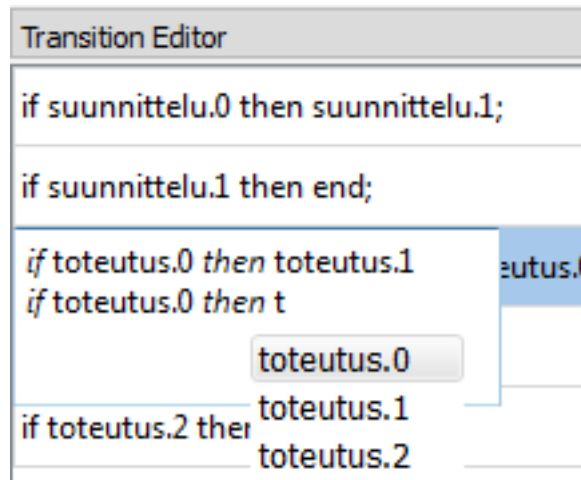 Transition Editor
if suunnittelu.0 then suunnittelu.1;
if suunnittelu.1 then end;
if toteutus.0 then toteutus.1
if toteutus.0 then t
toteutus.0
toteutus.1
if toteutus.2
toteutus.2